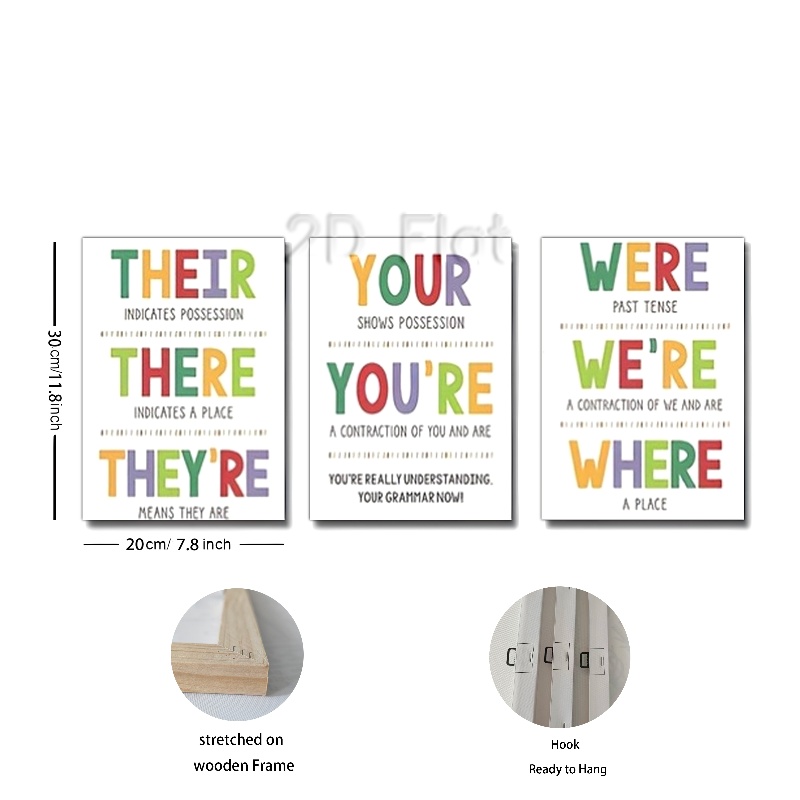 2D Flat
THEIR
INDICATES POSSESSION
THERE
INDICATES A PLACE
THEY'RE
MEANS THEY ARE
YOUR
SHOWS POSSESSION
YOU'RE
A CONTRACTION OF YOU AND ARE
YOU'RE REALLY UNDERSTANDING.
YOUR GRAMMAR NOW!
WERE
PAST TENSE
WE'RE
A CONTRACTION OF WE AND ARE
WHERE
A PLACE
30cm/11.8inch
20cm/ 7.8 inch
stretched on
wooden Frame
Hook
Ready to Hang